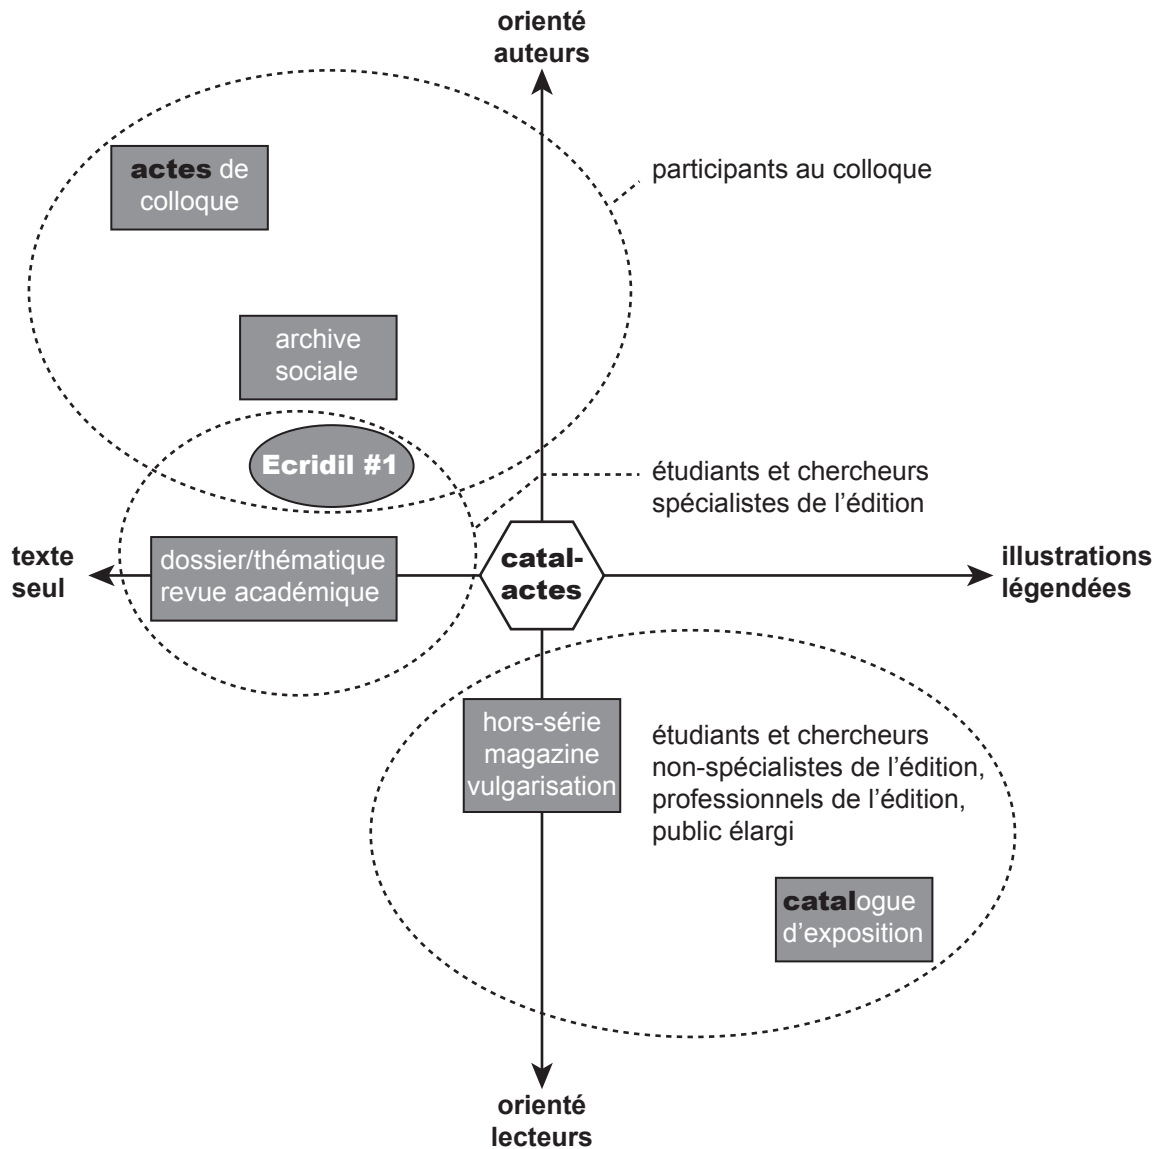 orienté
auteurs
actes de
colloque
participants au colloque
archive
sociale
Ecridil #1
étudiants et chercheurs
spécialistes de l’édition
texte
seul
dossier/thématique
revue académique
catal-
actes
illustrations
légendées
hors-série
magazine
vulgarisation
étudiants et chercheurs
non-spécialistes de l’édition,
professionnels de l’édition,
public élargi
catalogue
d’exposition
orienté
lecteurs